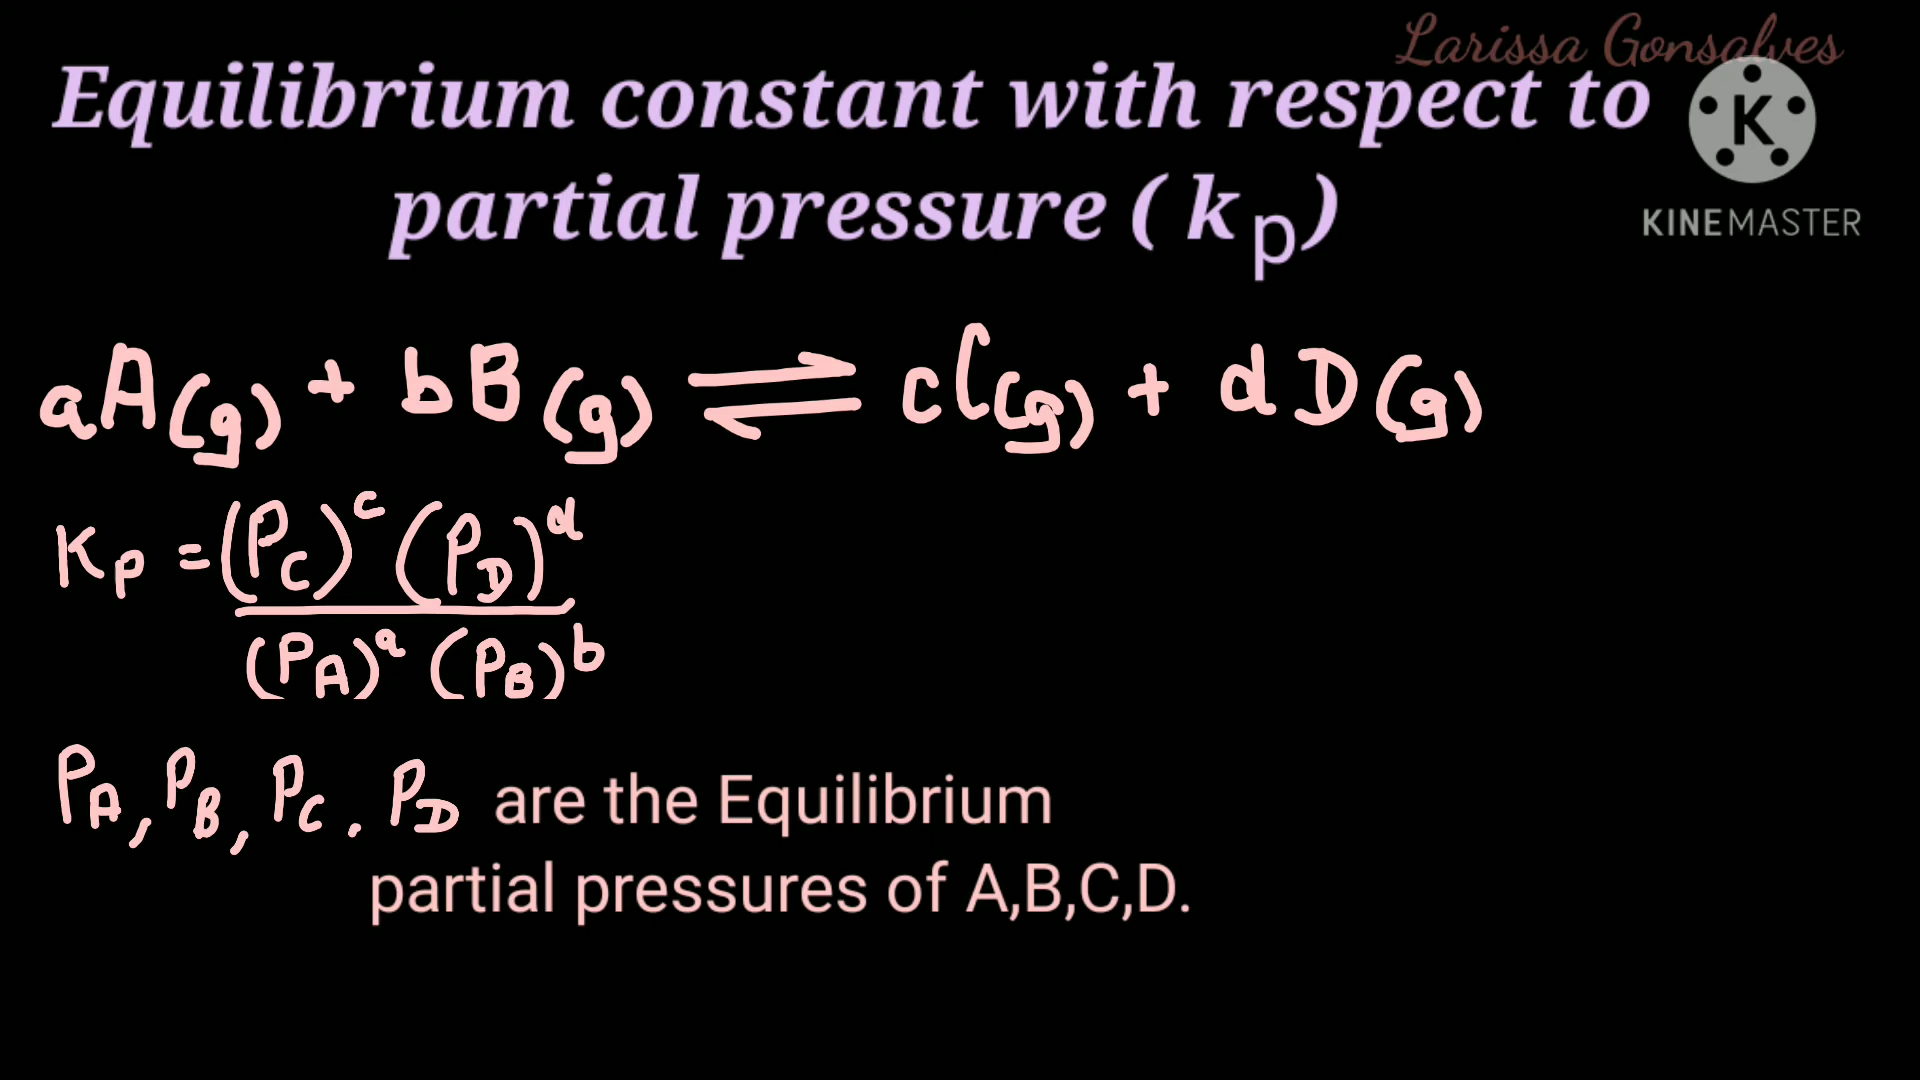 Larissa Gonsalves
Equilibrium constant with respect to
partial pressure ( k p)
K
KINEMASTER
aA(g) + bB(g) ⇌ cC(g) + dD(g)
Kp = (PC)^c (PD)^d
(PA)^a (PB)^b
PA, PB, PC. PD are the Equilibrium
partial pressures of A,B,C,D.